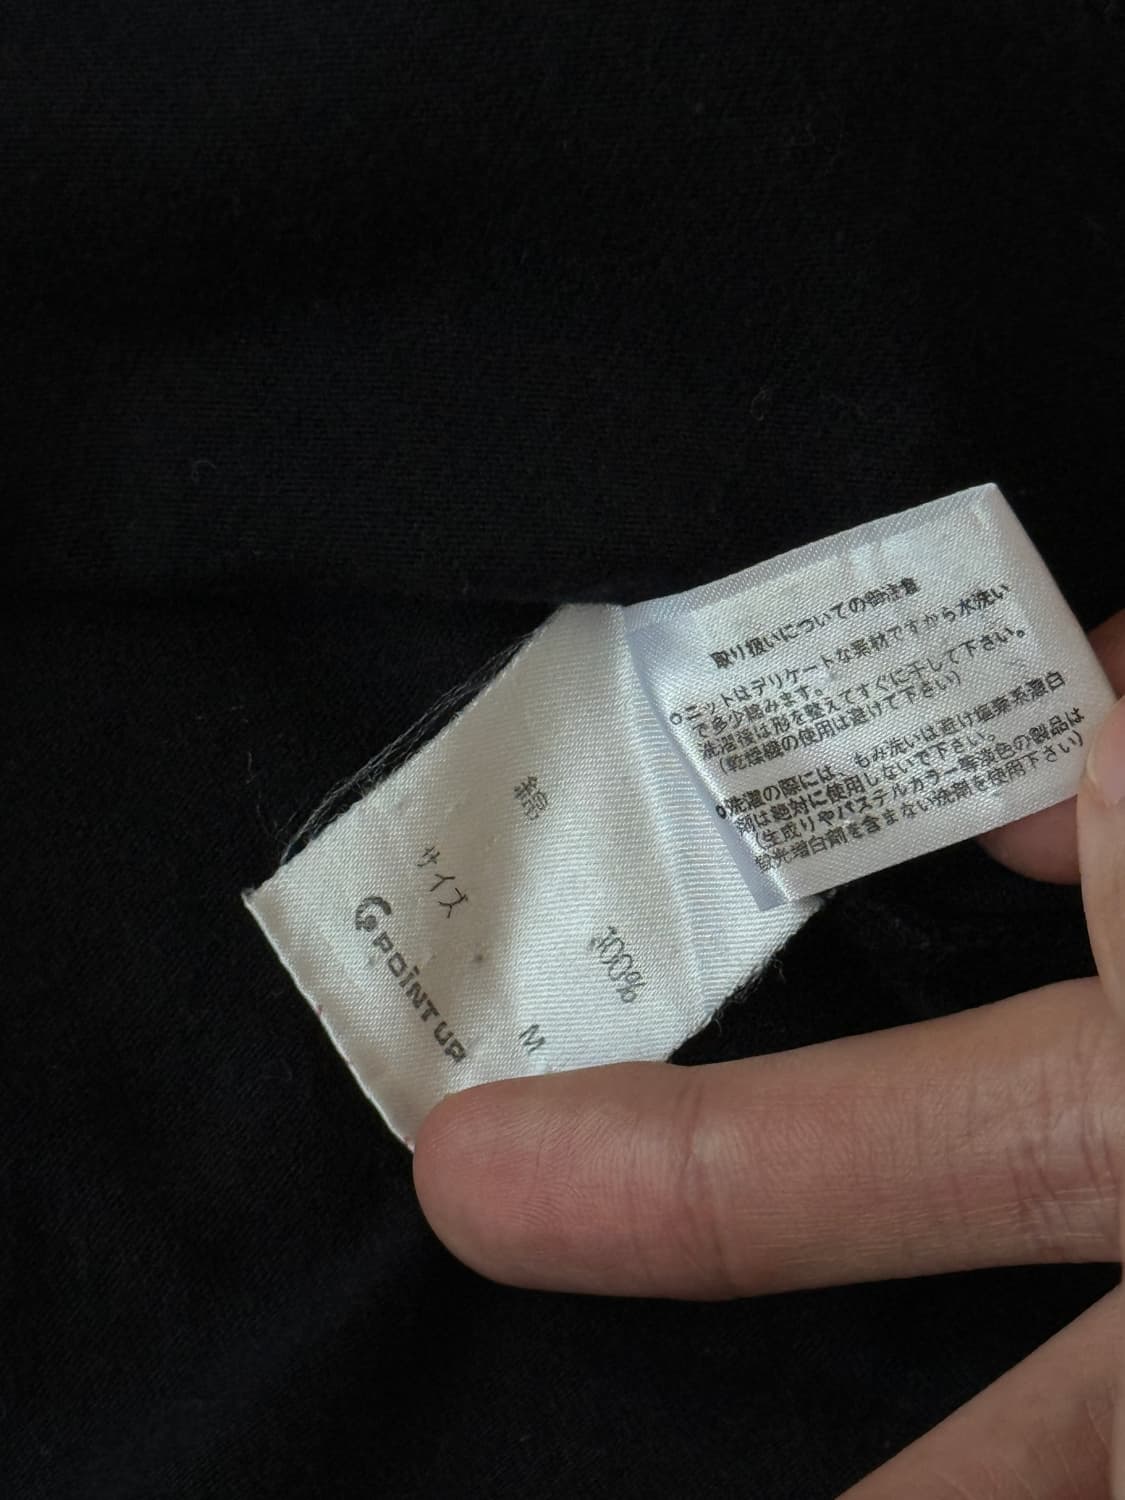 綿 100%
サイズ M
POINT UP
取り扱いについての御注意
○ニットはデリケートな素材ですから水洗い
で多少縮みます。
洗濯後は形を整えてすぐに干して下さい。
(乾燥機の使用は避けて下さい)
○洗濯の際には、もみ洗いは避け塩素系漂白
剤は絶対に使用しないで下さい。
(生成りやパステルカラー等淡色の製品は
蛍光増白剤を含まない洗剤を使用下さい)